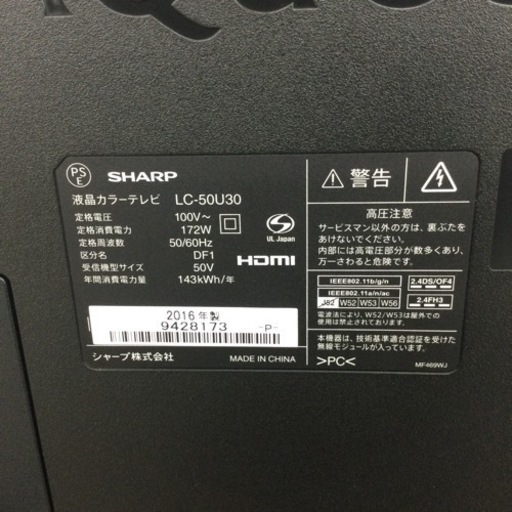 AQUOS
PS
E
SHARP
液晶カラーテレビ LC-50U30
定格電圧 100V~
定格消費電力 172W
定格周波数 50/60Hz
区分名 DF1
受信機型サイズ 50V
年間消費電力量 143kWh/年
UL Japan
HDMI
2016年製
9428173 -P-
シャープ株式会社 MADE IN CHINA
警告
高圧注意
サービスマン以外の方は、裏ぶたを
あけないでください。
内部には高電圧部分が数多くあり、
万一さわると危険です。
IEEE802.11b/g/n
IEEE802.11a/n/ac
J52 W52 W53 W56
2.4DS/OF4
2.4FH3
電波法により、W52/W53は屋外での
使用は禁じられています。
本機器は、技術基準適合認証を受けた
無線モジュールが入っています。
>PC< MF469WJ